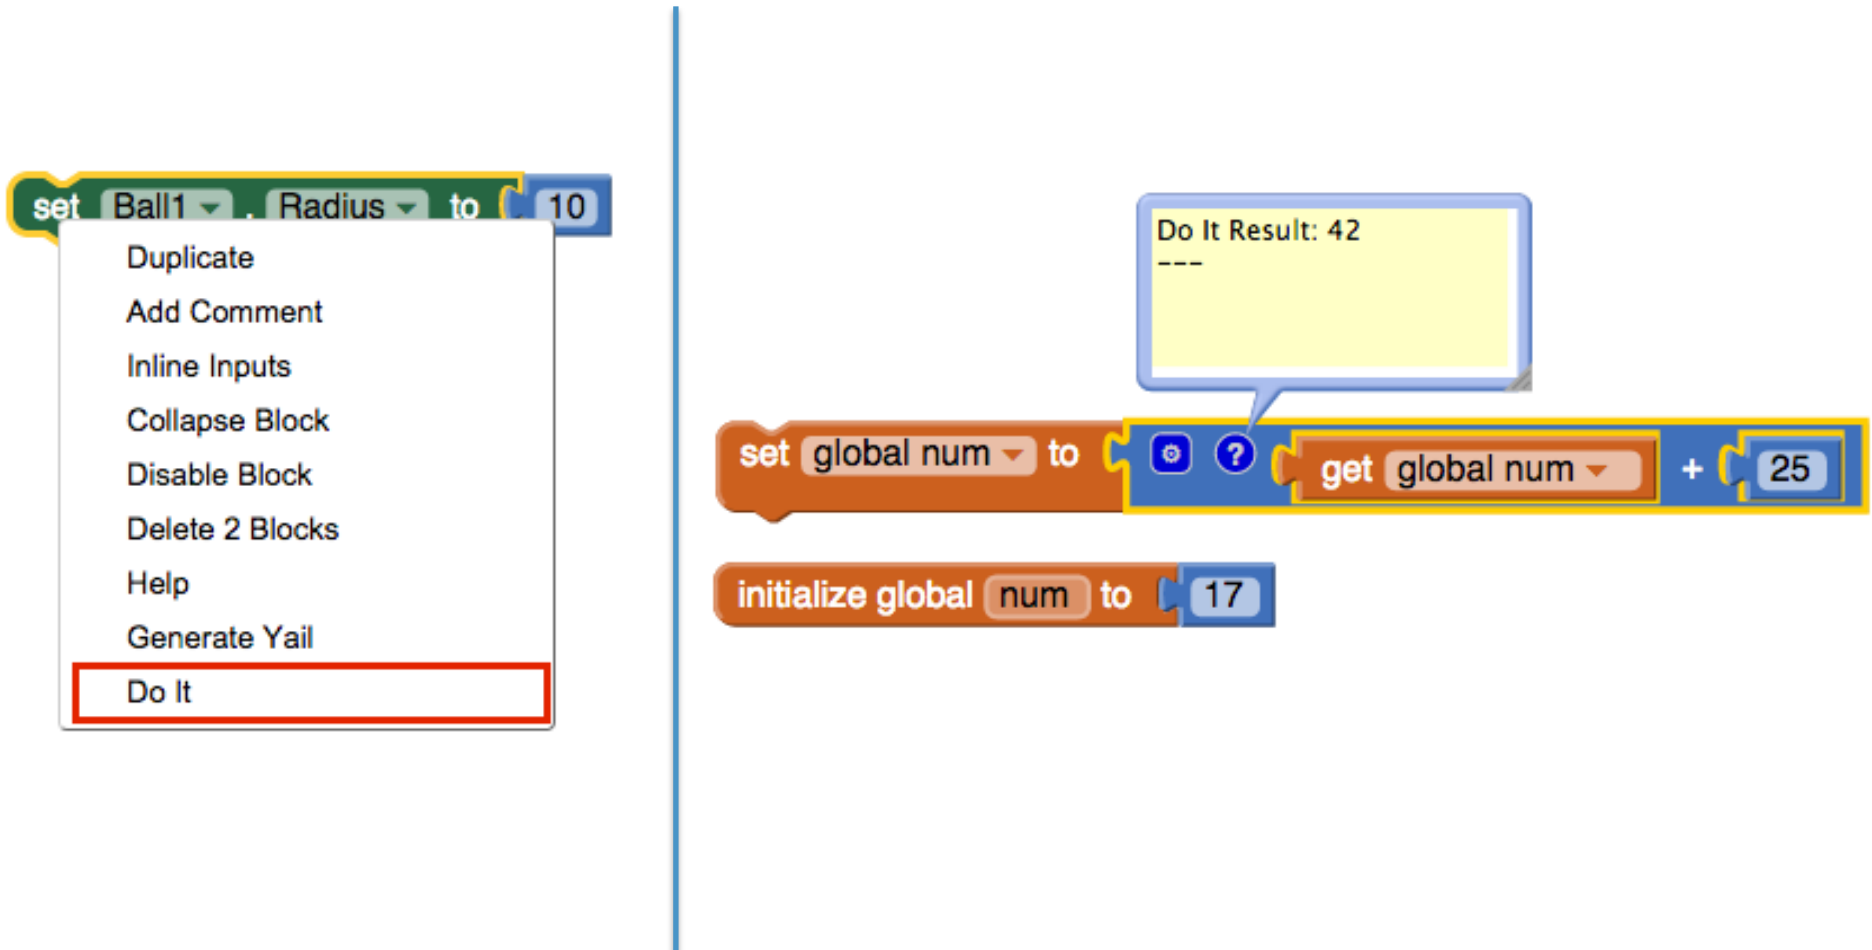 set Ball1 . Radius to 10
Duplicate
Add Comment
Inline Inputs
Collapse Block
Disable Block
Delete 2 Blocks
Help
Generate Yail
Do It
Do It Result: 42
---
set global num to ? get global num + 25
initialize global num to 17